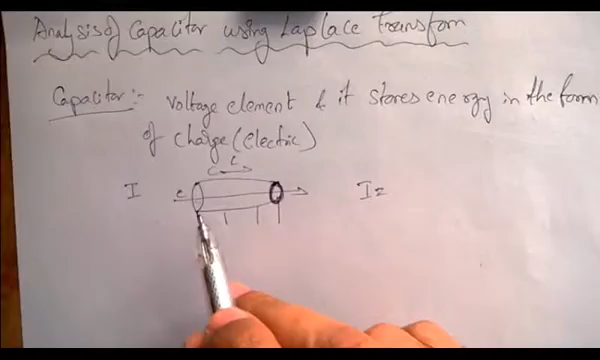 Analysis of Capacitor using Laplace Transform
Capacitor:- Voltage element & it stores energy in the form
of charge (electric)
L
I e I=